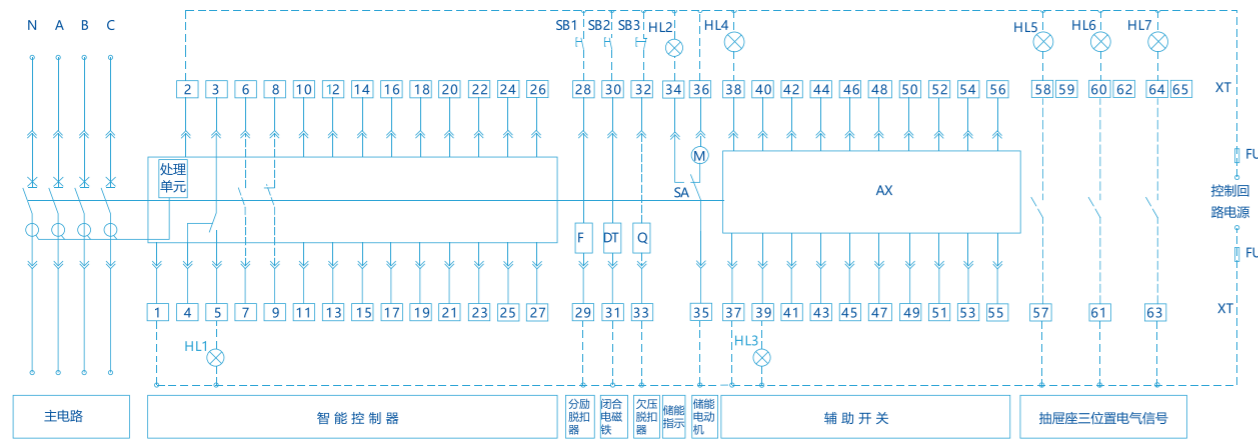 N A B C SB1 SB2 SB3 HL2 HL4 HL5 HL6 HL7
2 3 6 8 10 12 14 16 18 20 22 24 26 28 30 32 34 36 38 40 42 44 46 48 50 52 54 56 58 59 60 62 64 65 XT
处理
单元
M
FU
SA
AX
控制回
路电源
F DT Q
FU
1 4 5 7 9 11 13 15 17 19 21 23 25 27 29 31 33 35 37 39 41 43 45 47 49 51 53 55 57 61 63 XT
HL1 HL3
主电路
智能控制器
分励
脱扣
器
闭合
电磁
铁
欠压
脱扣
器
储能
指示
储能
电动
机
辅助开关
抽屉座三位置电气信号